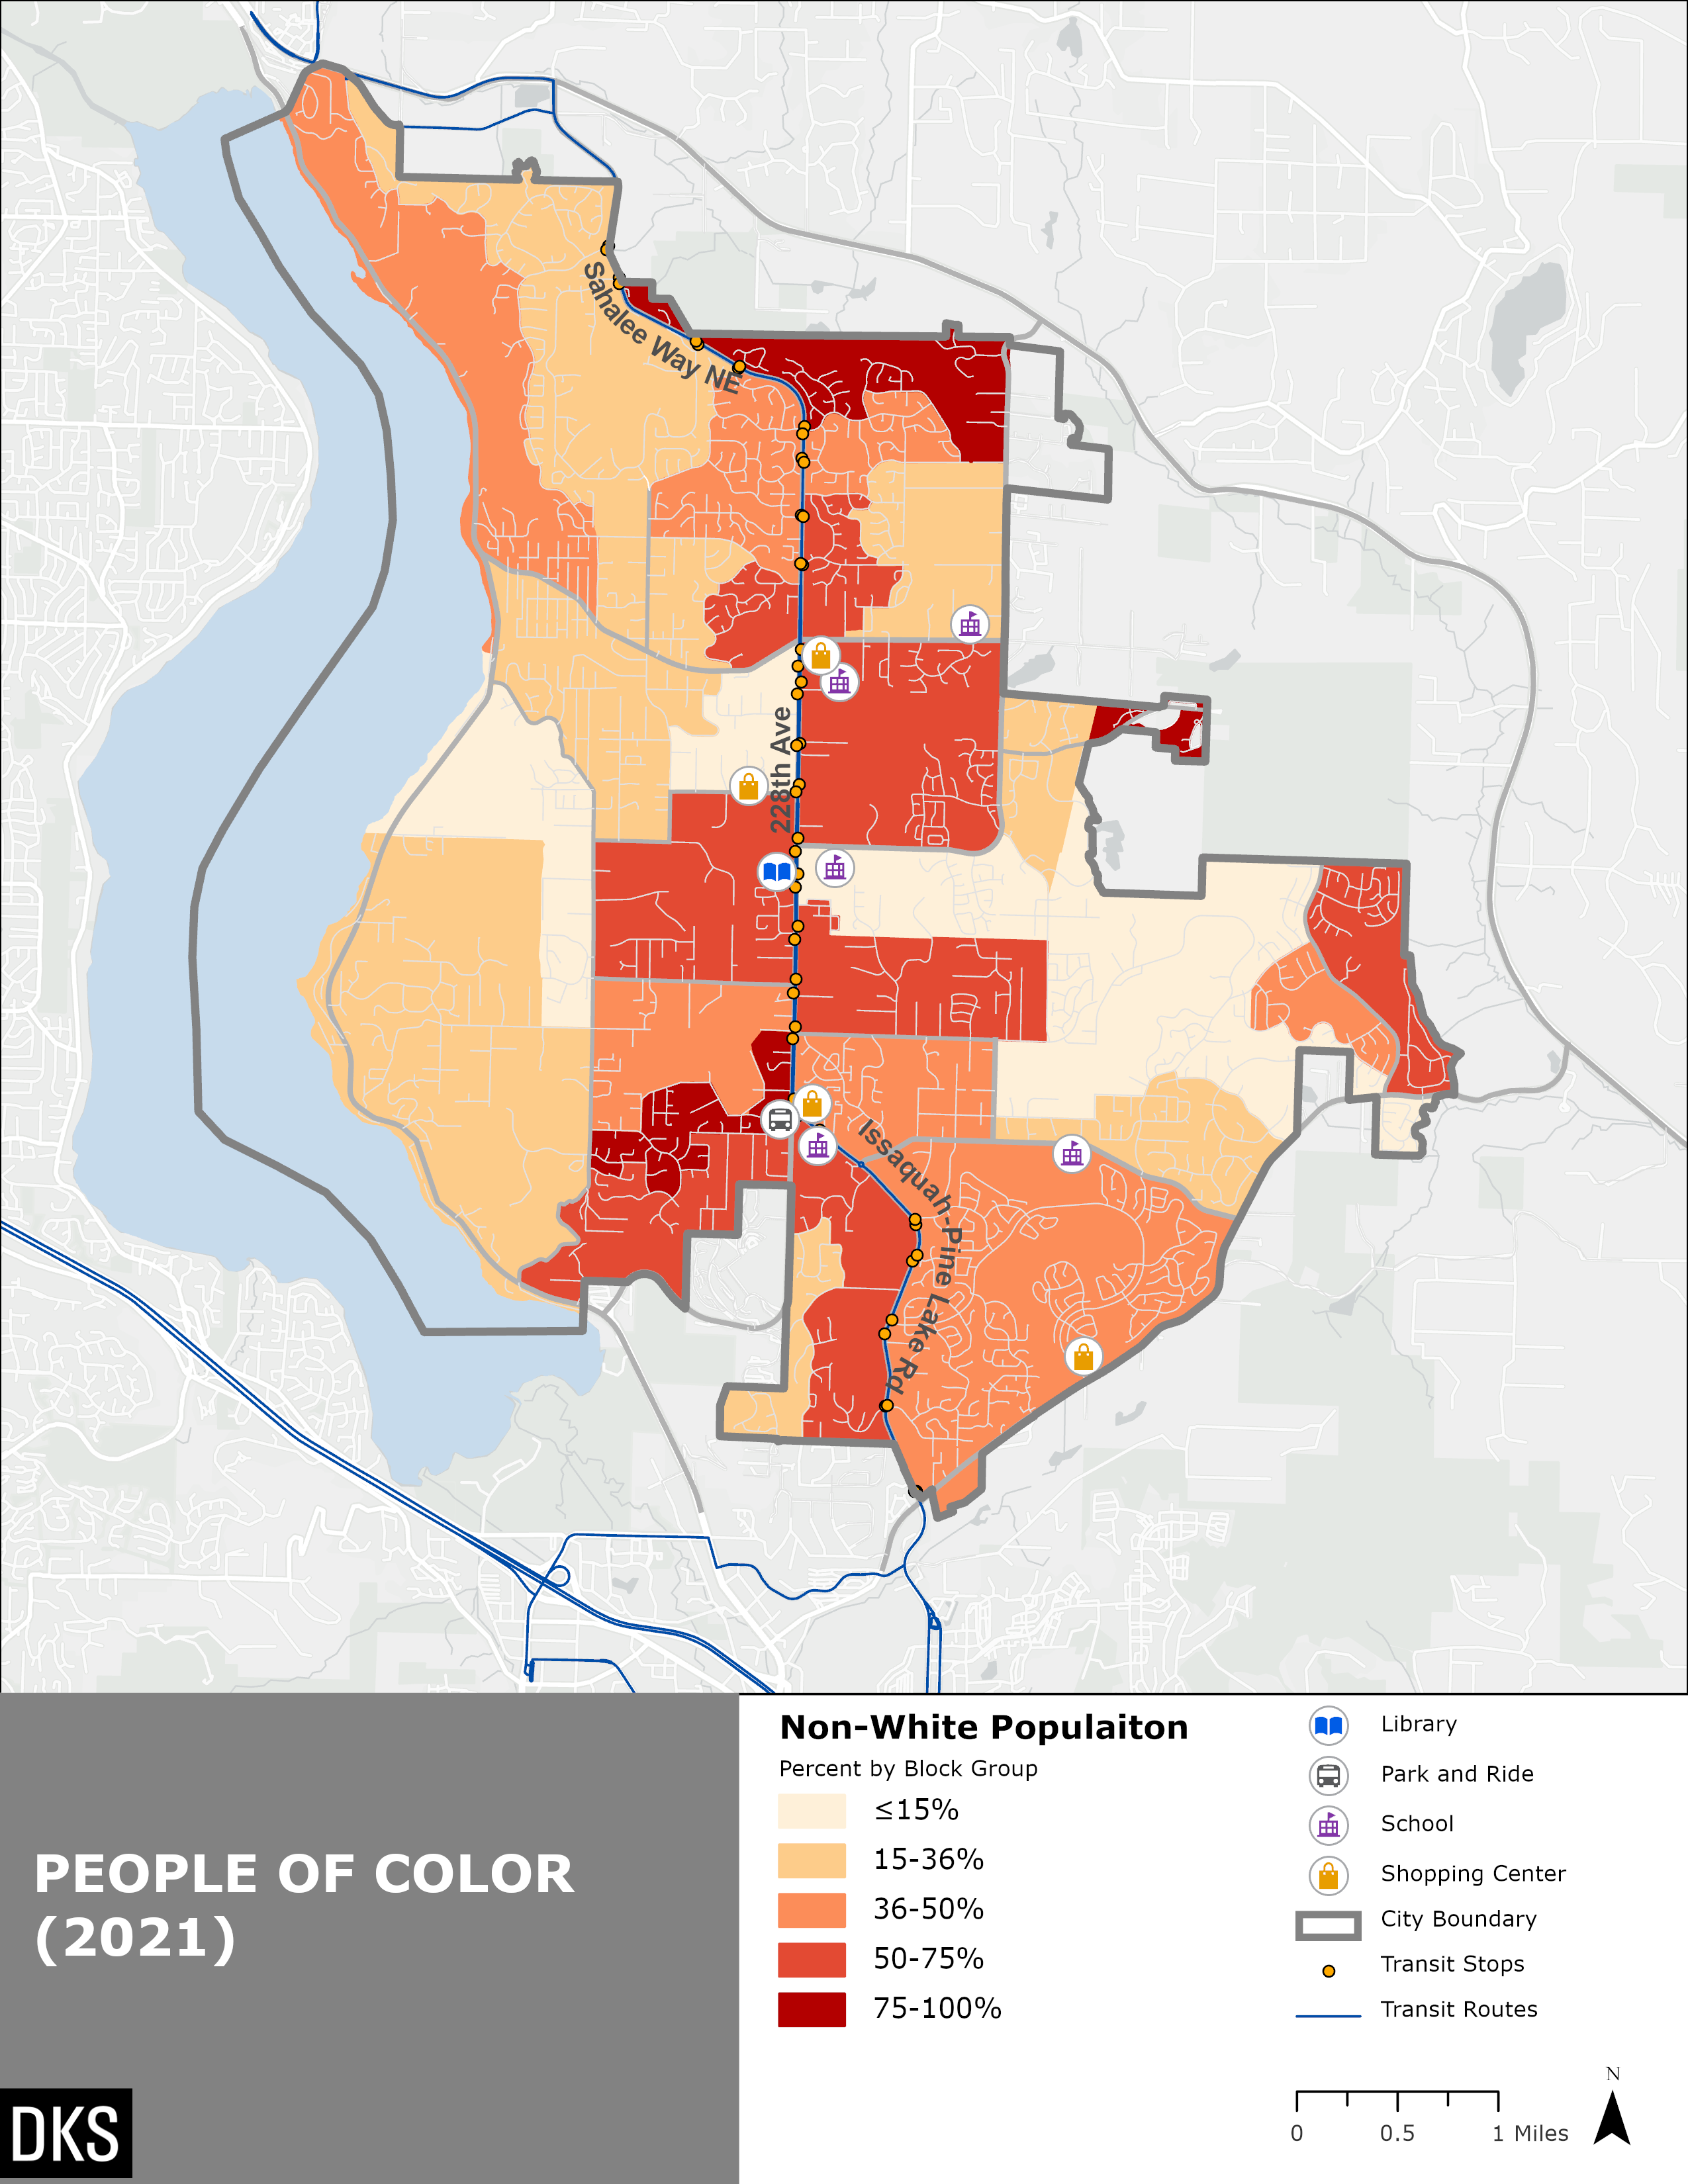 Sahalee Way NE
228th Ave
Issaquah-Pine Lake Rd
PEOPLE OF COLOR
(2021)
DKS
Non-White Populaiton
Percent by Block Group
≤15%
15-36%
36-50%
50-75%
75-100%
Library
Park and Ride
School
Shopping Center
City Boundary
Transit Stops
Transit Routes
N
0 0.5 1 Miles